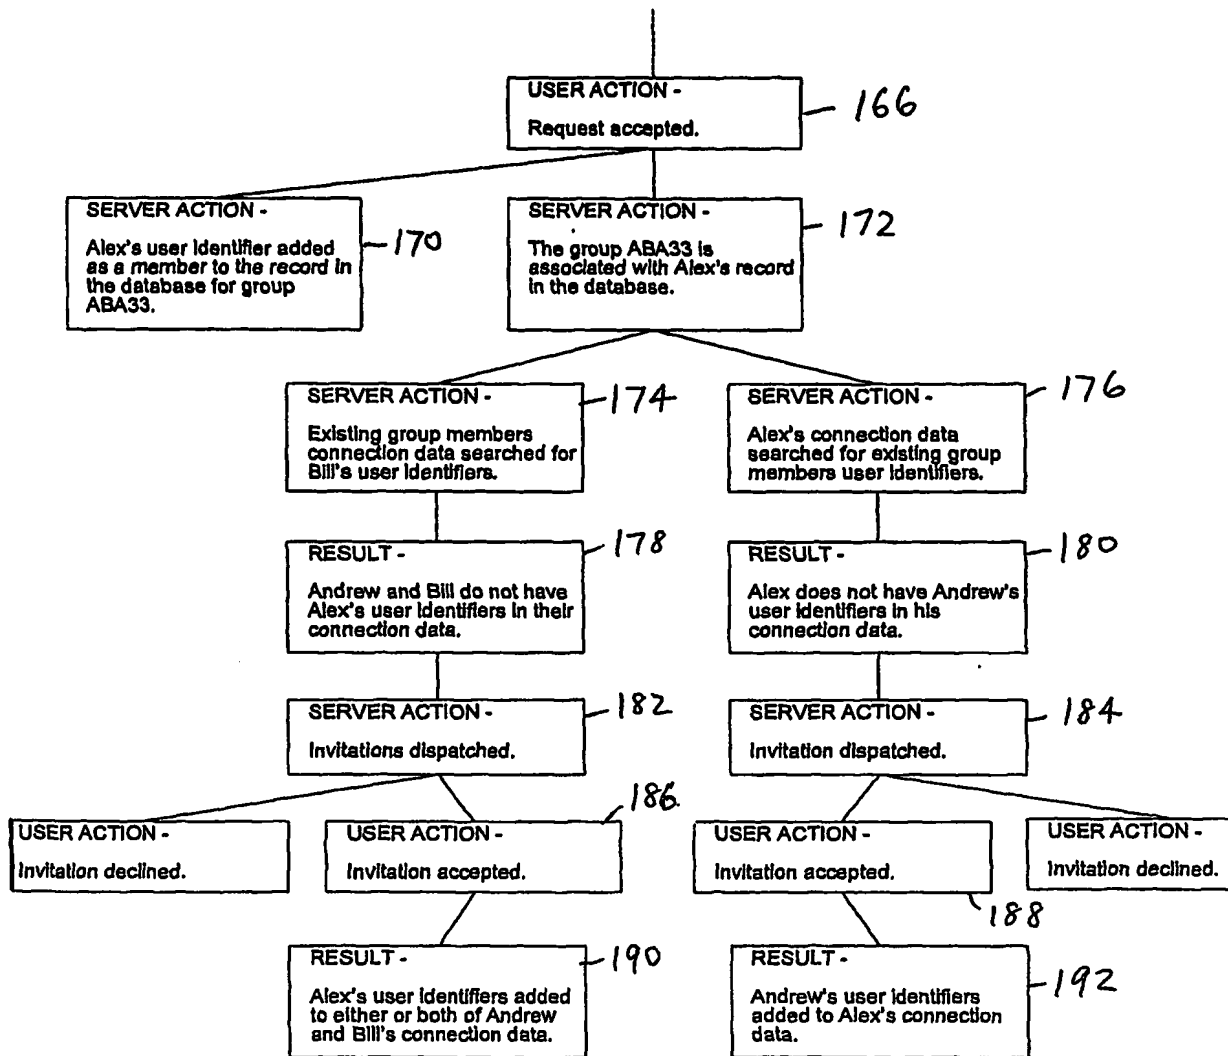 USER ACTION -
Request accepted.
166
SERVER ACTION -
Alex's user identifier added
as a member to the record in
the database for group
ABA33.
170
SERVER ACTION -
The group ABA33 is
associated with Alex's record
in the database.
172
SERVER ACTION -
Existing group members
connection data searched for
Bill's user identifiers.
174
SERVER ACTION -
Alex's connection data
searched for existing group
members user identifiers.
176
RESULT -
Andrew and Bill do not have
Alex's user identifiers in their
connection data.
178
RESULT -
Alex does not have Andrew's
user identifiers in his
connection data.
180
SERVER ACTION -
Invitations dispatched.
182
SERVER ACTION -
Invitation dispatched.
184
USER ACTION -
Invitation declined.
USER ACTION -
Invitation accepted.
186
USER ACTION -
Invitation accepted.
188
USER ACTION -
Invitation declined.
RESULT -
Alex's user identifiers added
to either or both of Andrew
and Bill's connection data.
190
RESULT -
Andrew's user identifiers
added to Alex's connection
data.
192